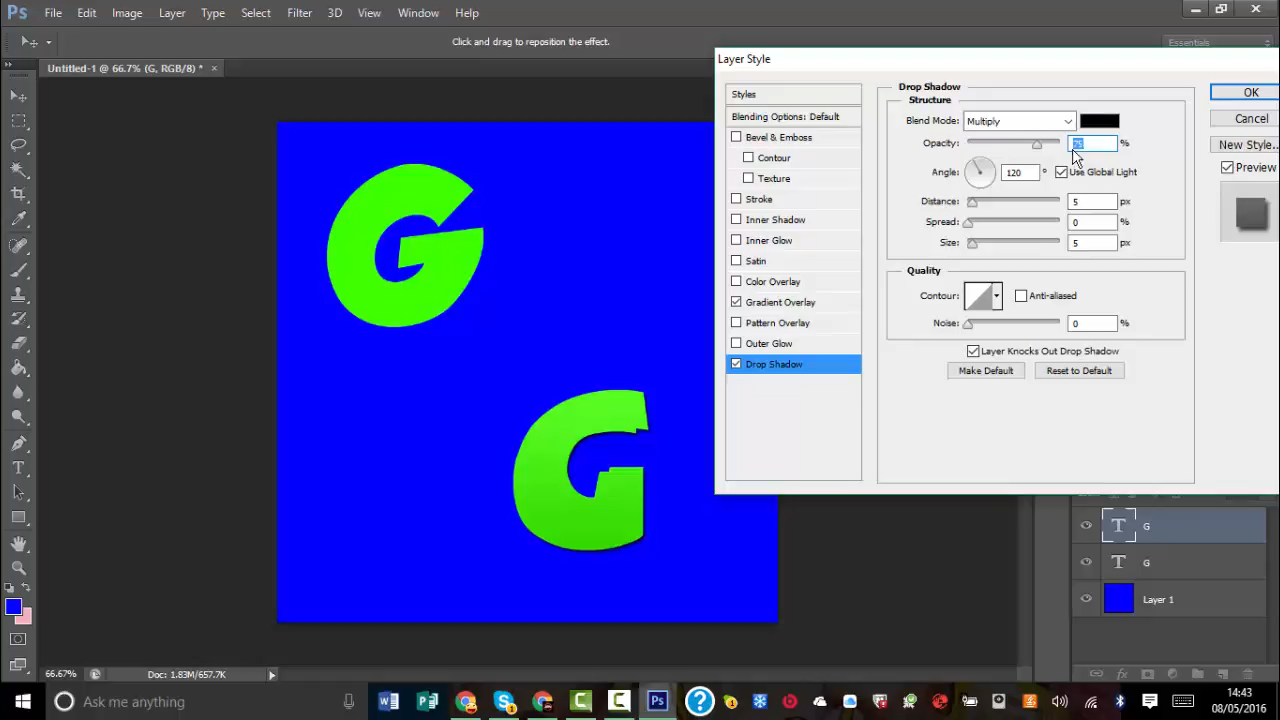 Ps File Edit Image Layer Type Select Filter 3D View Window Help
Click and drag to reposition the effect.
Essentials
Untitled-1 @ 66.7% (G, RGB/8) * ×
Layer Style
Styles
Blending Options: Default
Bevel & Emboss
Contour
Texture
Stroke
Inner Shadow
Inner Glow
Satin
Color Overlay
Gradient Overlay
Pattern Overlay
Outer Glow
Drop Shadow
Drop Shadow
Structure
Blend Mode: Multiply
Opacity: 75 %
Angle: 120 ° Use Global Light
Distance: 5 px
Spread: 0 %
Size: 5 px
Quality
Contour: Anti-aliased
Noise: 0 %
Layer Knocks Out Drop Shadow
Make Default Reset to Default
OK
Cancel
New Style...
Preview
G
G
T G
T G
Layer 1
66.67% Doc: 1.83M/657.7K
Ask me anything
Ps
14:43
08/05/2016